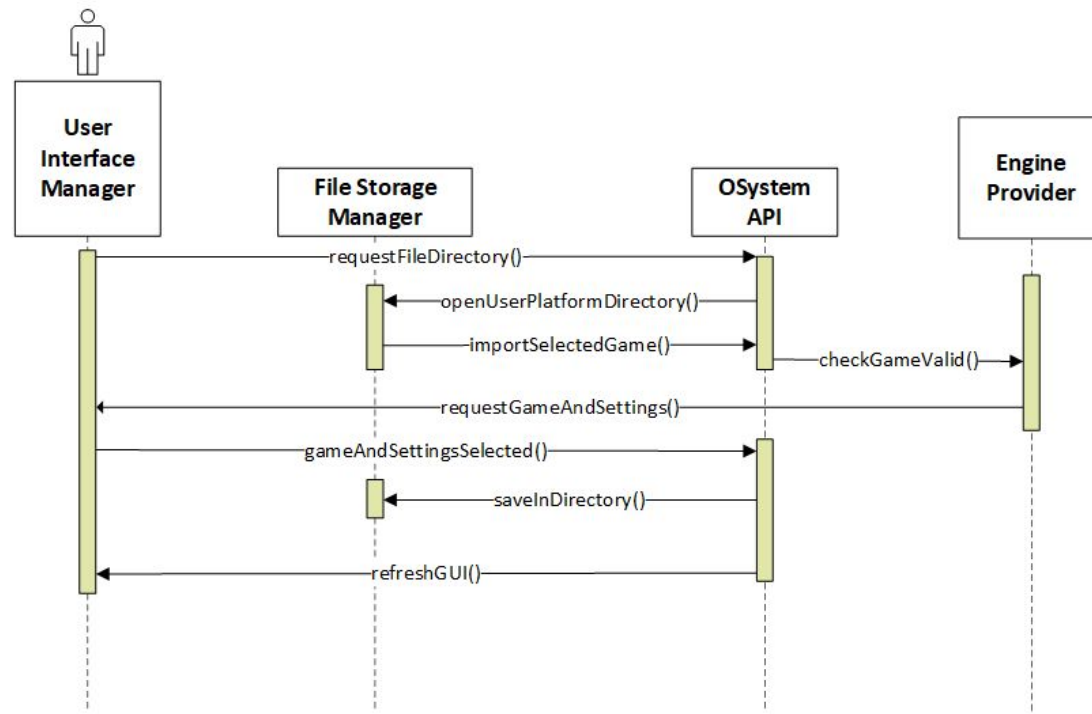 User
Interface
Manager
File Storage
Manager
OSystem
API
Engine
Provider
requestFileDirectory()
openUserPlatformDirectory()
importSelectedGame()
checkGameValid()
requestGameAndSettings()
gameAndSettingsSelected()
saveInDirectory()
refreshGUI()